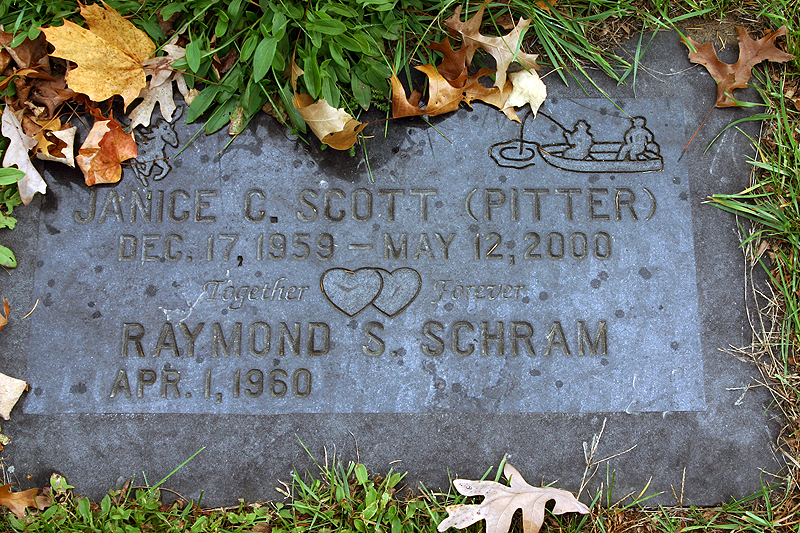 JANICE C. SCOTT (PITTER)
DEC. 17, 1959 – MAY 12, 2000
Together Forever
RAYMOND S. SCHRAM
APR. 1, 1960